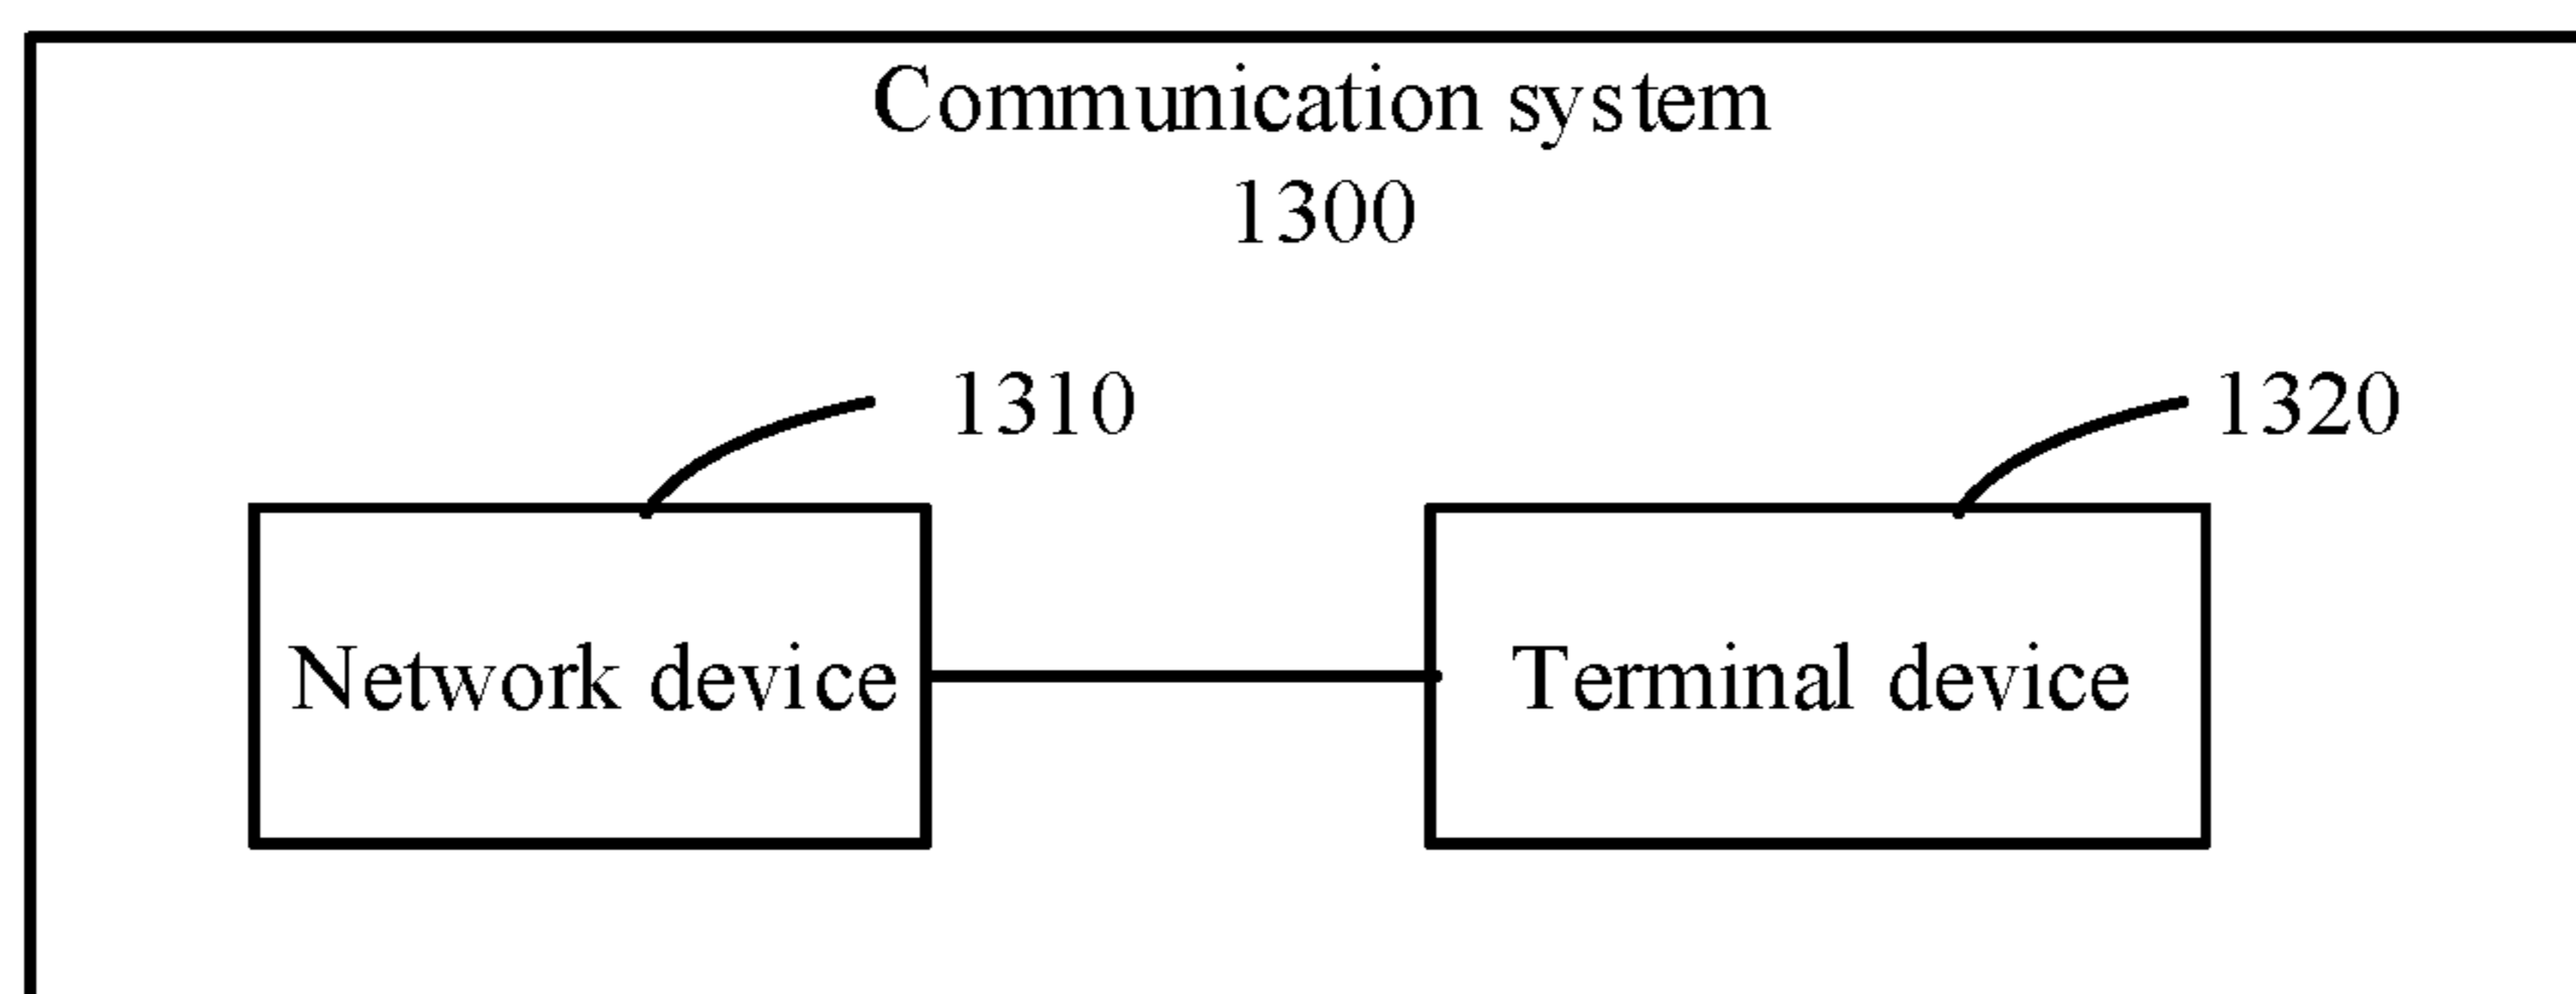 Communication system
1300
1310
1320
Network device
Terminal device